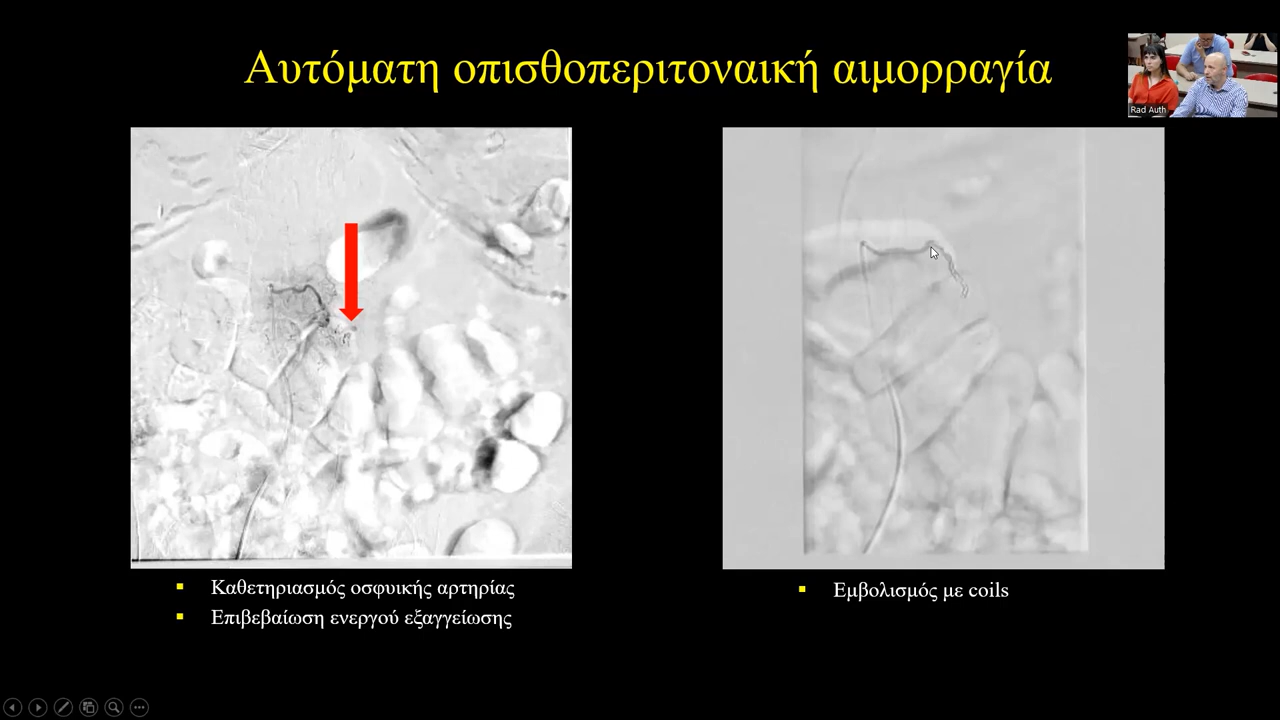 Αυτόματη οπισθοπεριτοναική αιμορραγία
Rad Auth
Καθετηριασμός οσφυικής αρτηρίας
Επιβεβαίωση ενεργού εξαγγείωσης
Εμβολισμός με coils